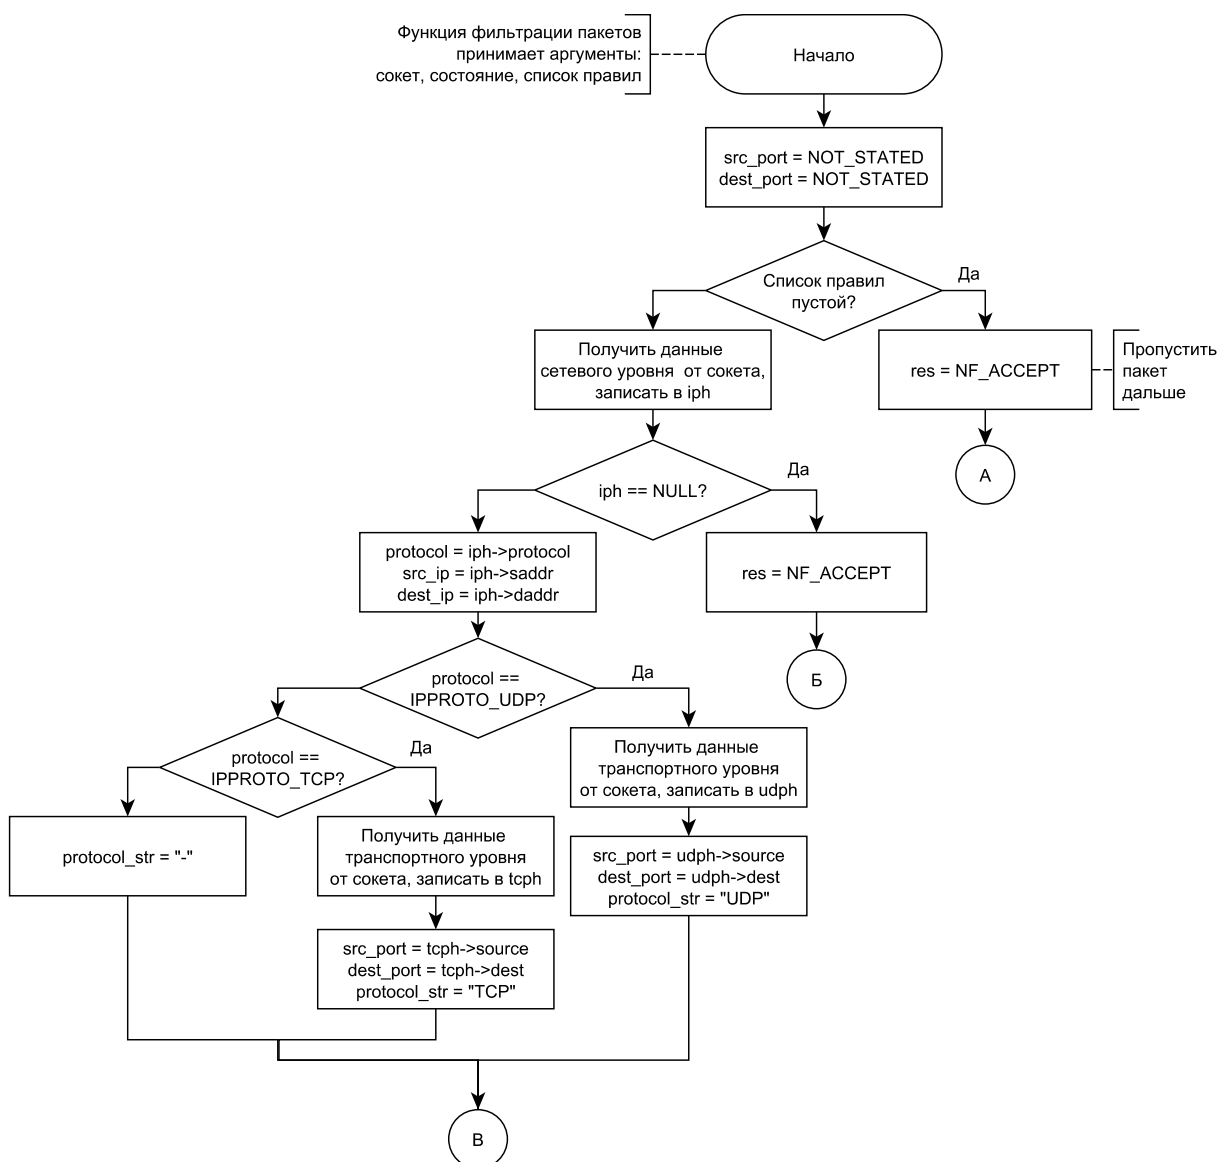 Функция фильтрации пакетов
принимает аргументы:
сокет, состояние, список правил
Начало
src_port = NOT_STATED
dest_port = NOT_STATED
Список правил
пустой?
Да
Получить данные
сетевого уровня от сокета,
записать в iph
res = NF_ACCEPT
Пропустить
пакет
дальше
А
iph == NULL?
Да
protocol = iph->protocol
src_ip = iph->saddr
dest_ip = iph->daddr
res = NF_ACCEPT
Б
protocol ==
IPPROTO_UDP?
Да
protocol ==
IPPROTO_TCP?
Да
Получить данные
транспортного уровня
от сокета, записать в udph
protocol_str = "-"
Получить данные
транспортного уровня
от сокета, записать в tcph
src_port = udph->source
dest_port = udph->dest
protocol_str = "UDP"
src_port = tcph->source
dest_port = tcph->dest
protocol_str = "TCP"
В